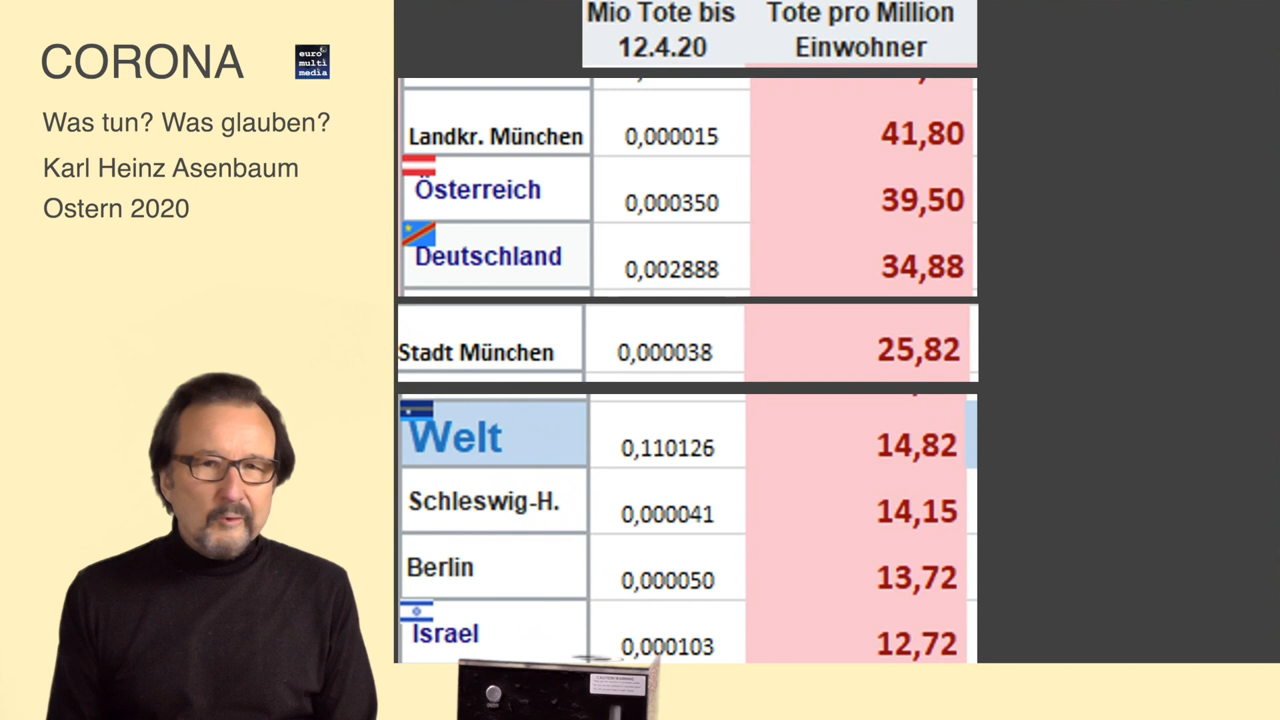 CORONA
euro
multi
media
Was tun? Was glauben?
Karl Heinz Asenbaum
Ostern 2020
Mio Tote bis 12.4.20
Tote pro Million Einwohner
Landkr. München 0,000015 41,80
Österreich 0,000350 39,50
Deutschland 0,002888 34,88
Stadt München 0,000038 25,82
Welt 0,110126 14,82
Schleswig-H. 0,000041 14,15
Berlin 0,000050 13,72
Israel 0,000103 12,72